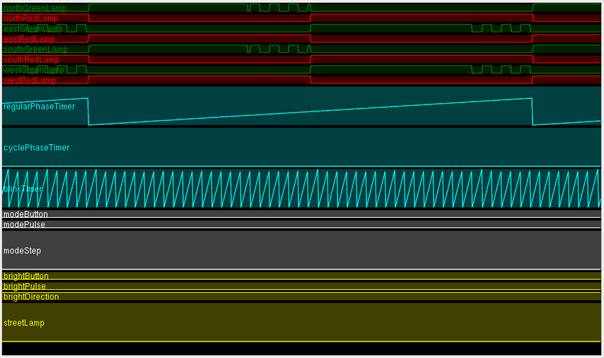 northGreenLamp
northRedLamp
eastGreenLamp
eastRedLamp
southGreenLamp
southRedLamp
westGreenLamp
westRedLamp
regularPhaseTimer
cyclePhaseTimer
blinkTimer
modeButton
modePulse
modeStep
brightButton
brightPulse
brightDirection
streetLamp